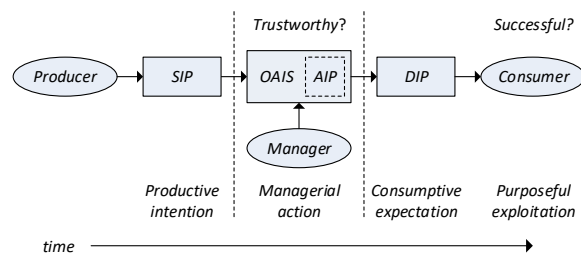 Trustworthy?
Successful?
Producer
SIP
OAIS
AIP
DIP
Consumer
Manager
Productive
intention
Managerial
action
Consumptive
expectation
Purposeful
exploitation
time